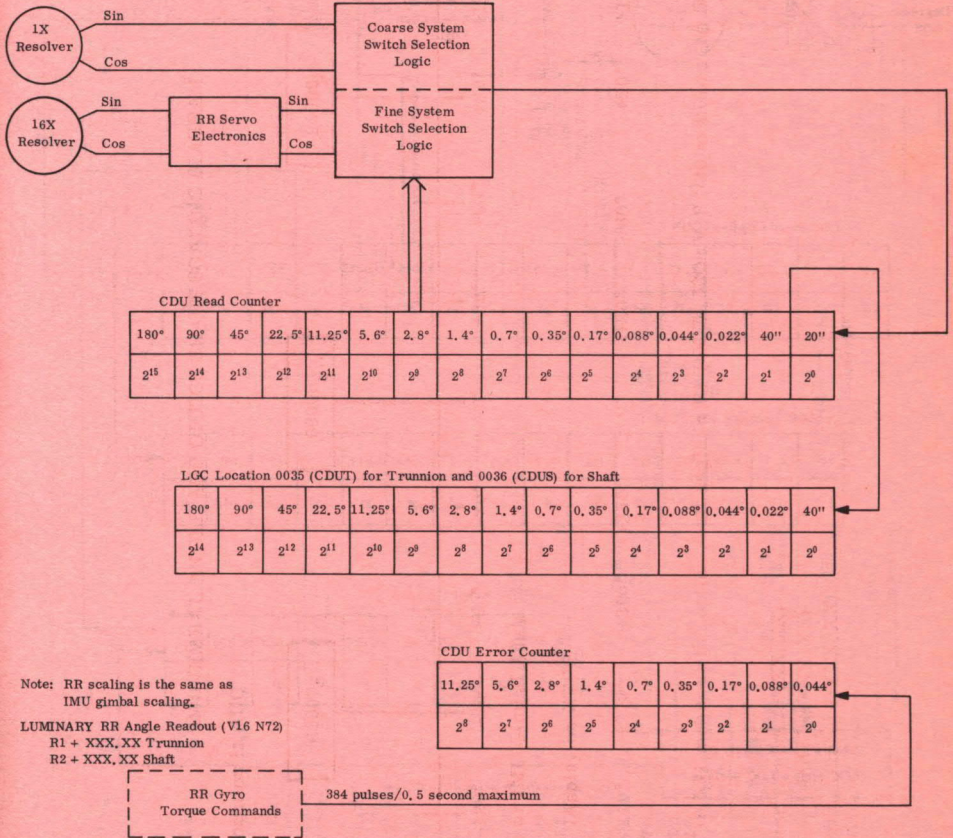 1X
Resolver
Sin
Cos
Coarse System
Switch Selection
Logic
16X
Resolver
Sin
Cos
RR Servo
Electronics
Sin
Cos
Fine System
Switch Selection
Logic
CDU Read Counter
180° 90° 45° 22.5° 11.25° 5.6° 2.8° 1.4° 0.7° 0.35° 0.17° 0.088° 0.044° 0.022° 40" 20"
2¹⁵ 2¹⁴ 2¹³ 2¹² 2¹¹ 2¹⁰ 2⁹ 2⁸ 2⁷ 2⁶ 2⁵ 2⁴ 2³ 2² 2¹ 2⁰
LGC Location 0035 (CDUT) for Trunnion and 0036 (CDUS) for Shaft
180° 90° 45° 22.5° 11.25° 5.6° 2.8° 1.4° 0.7° 0.35° 0.17° 0.088° 0.044° 0.022° 40"
2¹⁴ 2¹³ 2¹² 2¹¹ 2¹⁰ 2⁹ 2⁸ 2⁷ 2⁶ 2⁵ 2⁴ 2³ 2² 2¹ 2⁰
CDU Error Counter
11.25° 5.6° 2.8° 1.4° 0.7° 0.35° 0.17° 0.088° 0.044°
2⁸ 2⁷ 2⁶ 2⁵ 2⁴ 2³ 2² 2¹ 2⁰
Note: RR scaling is the same as
IMU gimbal scaling.
LUMINARY RR Angle Readout (V16 N72)
R1 + XXX.XX Trunnion
R2 + XXX.XX Shaft
RR Gyro
Torque Commands
384 pulses/0.5 second maximum